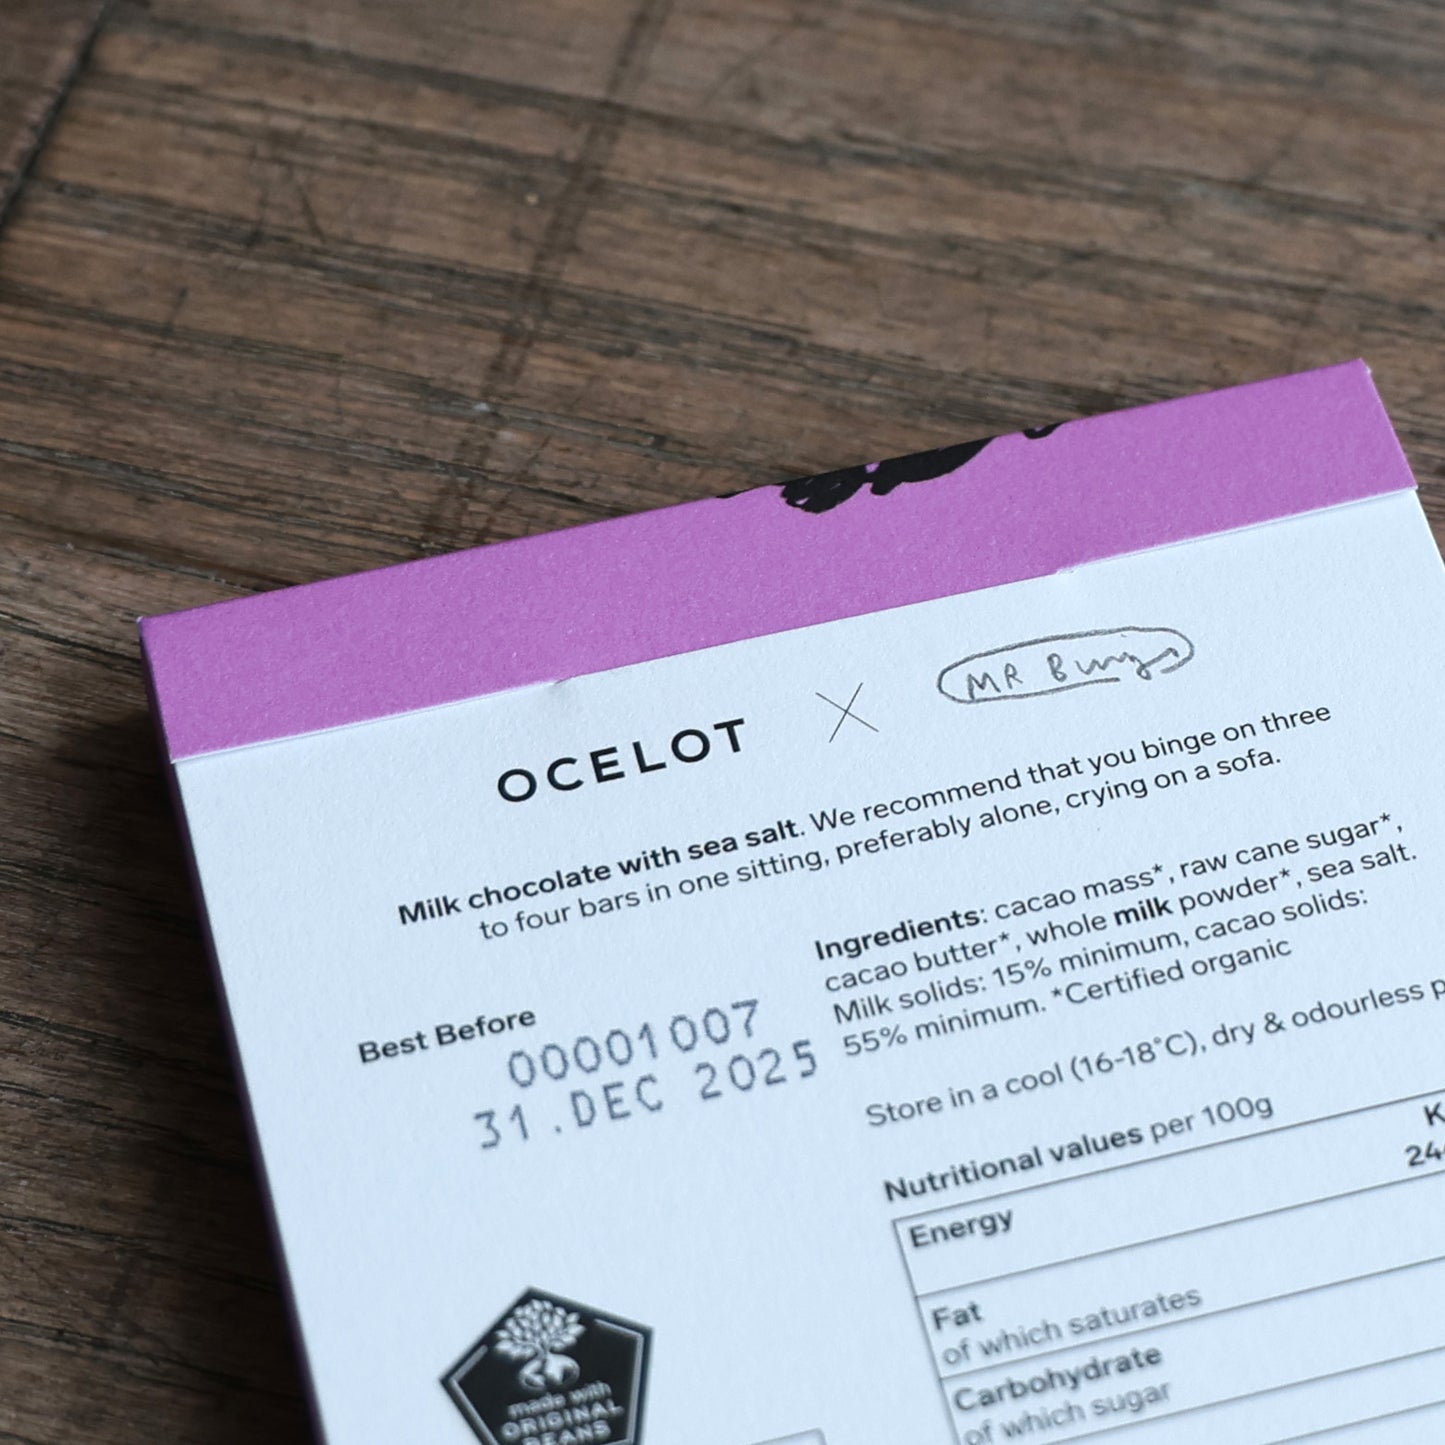 OCELOT X MR Bingo
Milk chocolate with sea salt. We recommend that you binge on three
to four bars in one sitting, preferably alone, crying on a sofa.
Best Before
00001007
31.DEC 2025
Ingredients: cacao mass*, raw cane sugar*,
cacao butter*, whole milk powder*, sea salt.
Milk solids: 15% minimum, cacao solids:
55% minimum. *Certified organic
Store in a cool (16-18°C), dry & odourless
Nutritional values per 100g
Energy
Fat
of which saturates
Carbohydrate
of which sugar
made with
ORIGINAL
BEANS